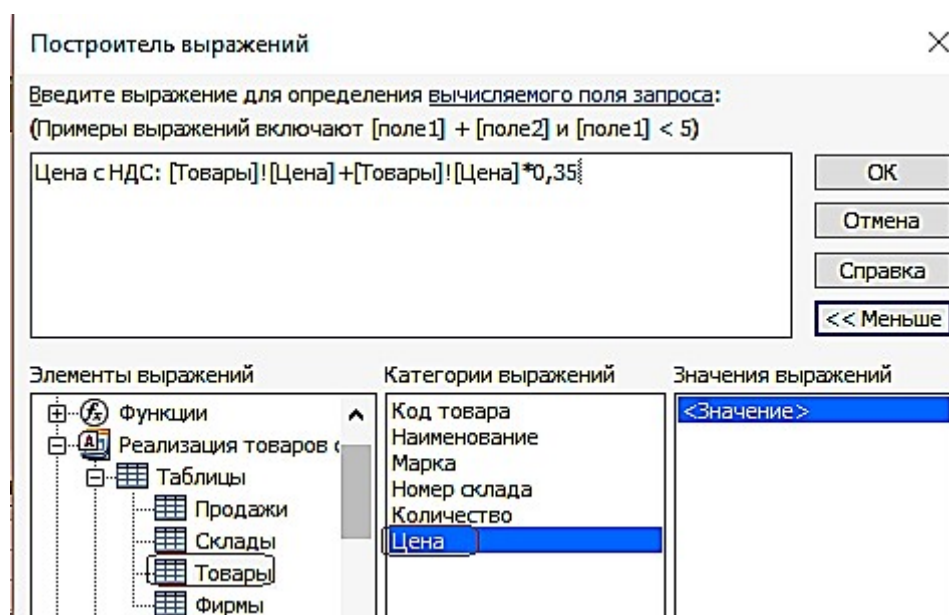 Построитель выражений
Введите выражение для определения вычисляемого поля запроса:
(Примеры выражений включают [поле1] + [поле2] и [поле1] < 5)
Цена с НДС: [Товары]![Цена]+[Товары]![Цена]*0,35
ОК
Отмена
Справка
<< Меньше
Элементы выражений
Категории выражений
Значения выражений
Функции
Реализация товаров
Таблицы
Продажи
Склады
Товары
Фирмы
Код товара
Наименование
Марка
Номер склада
Количество
Цена
<Значение>